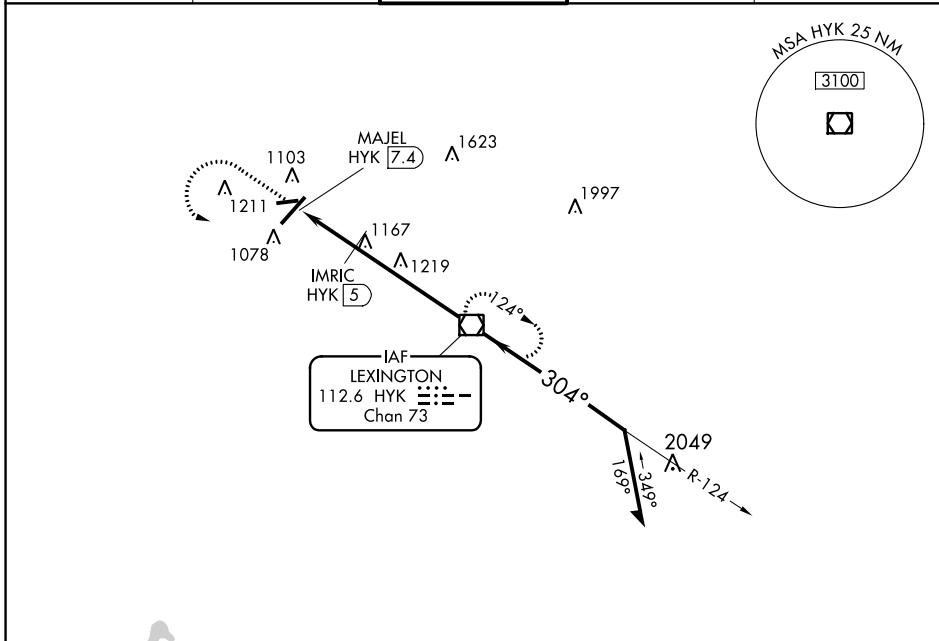 MSA HYK 25 NM
3100
MAJEL
HYK 7.4
1623
1103
1997
1211
1167
1078
1219
IMRIC
HYK 5
124°
IAF
LEXINGTON
112.6 HYK
Chan 73
304°
2049
349°
169°
R-124